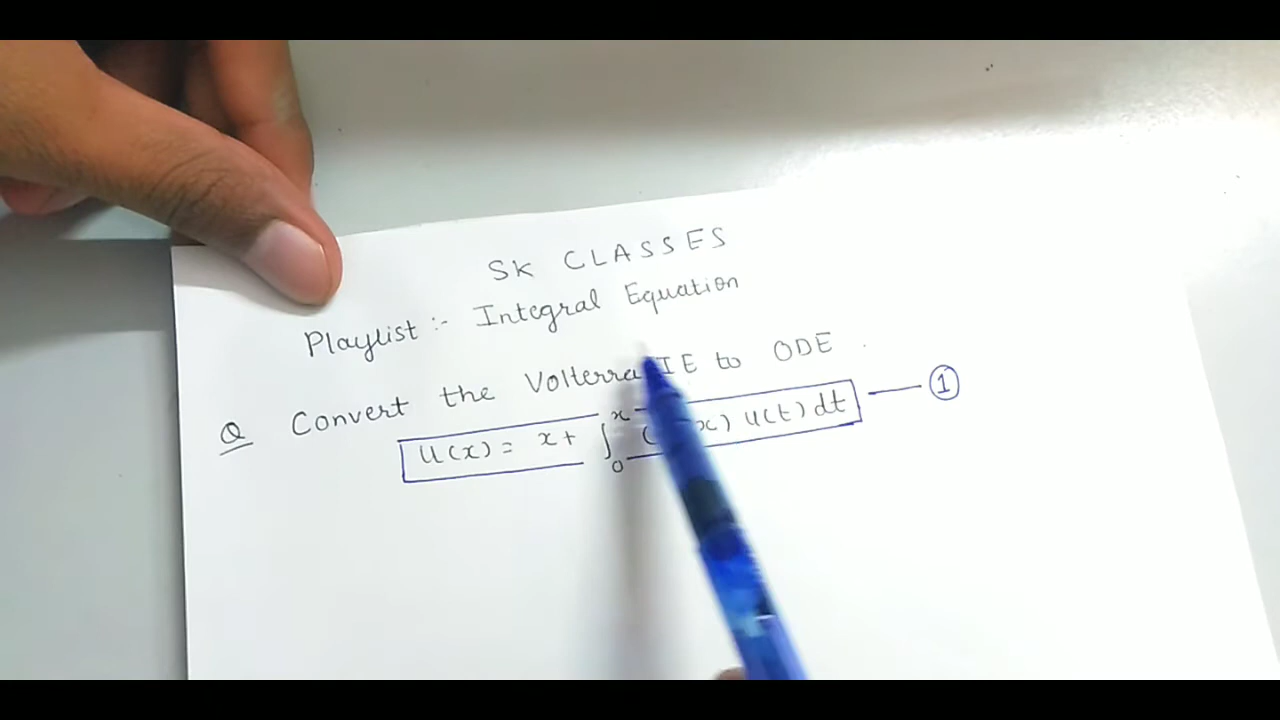 SK CLASSES
Playlist :- Integral Equation
Q Convert the Volterra IE to ODE.
u(x) = x + ∫₀ˣ ( x) u(t) dt — ①